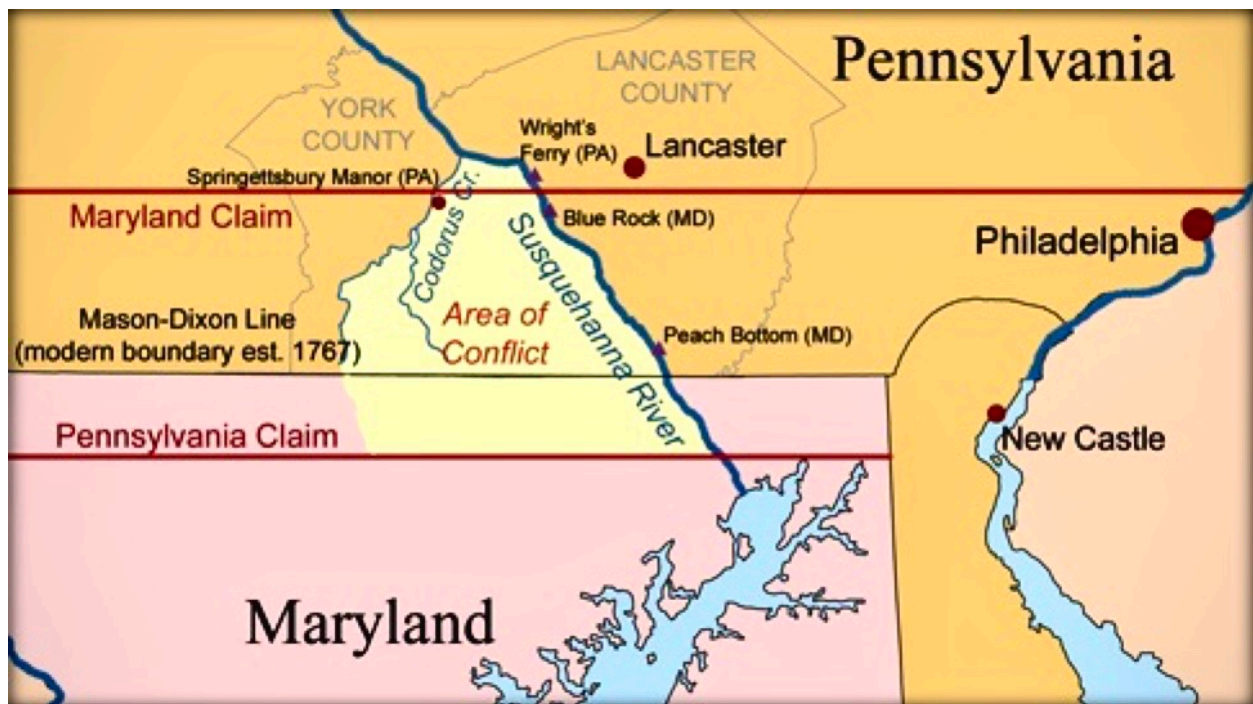 Pennsylvania
LANCASTER
COUNTY
YORK
COUNTY
Wright's
Ferry (PA)
Lancaster
Springettsbury Manor (PA)
Maryland Claim
Blue Rock (MD)
Philadelphia
Codorus Cr.
Susquehanna River
Area of
Conflict
Mason-Dixon Line
(modern boundary est. 1767)
Peach Bottom (MD)
Pennsylvania Claim
New Castle
Maryland